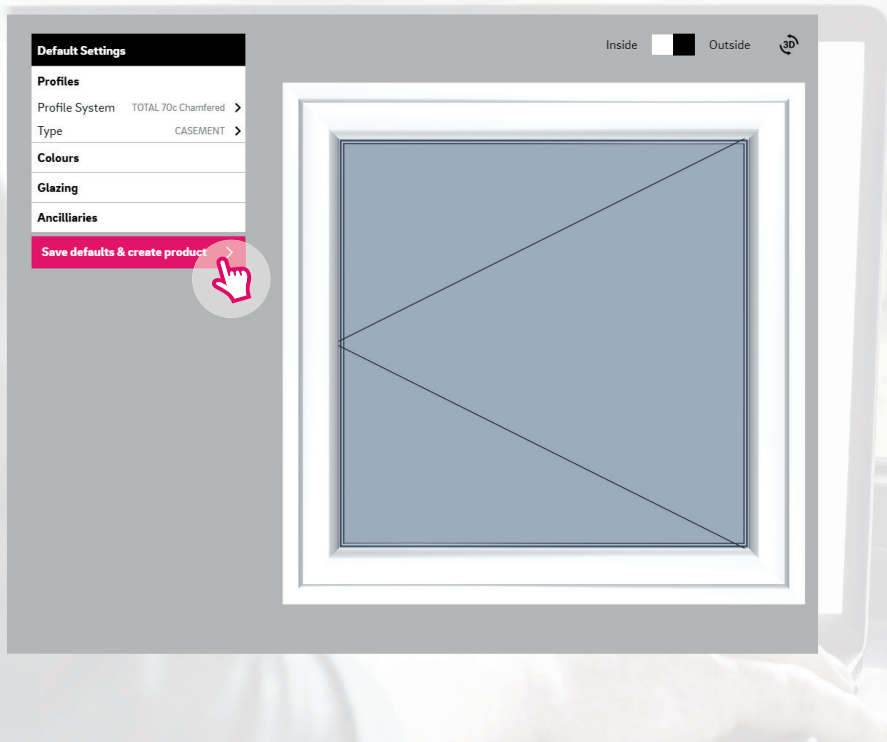 Default Settings
Inside Outside 3D
Profiles
Profile System TOTAL 70c Chamfered
Type CASEMENT
Colours
Glazing
Ancilliaries
Save defaults & create product